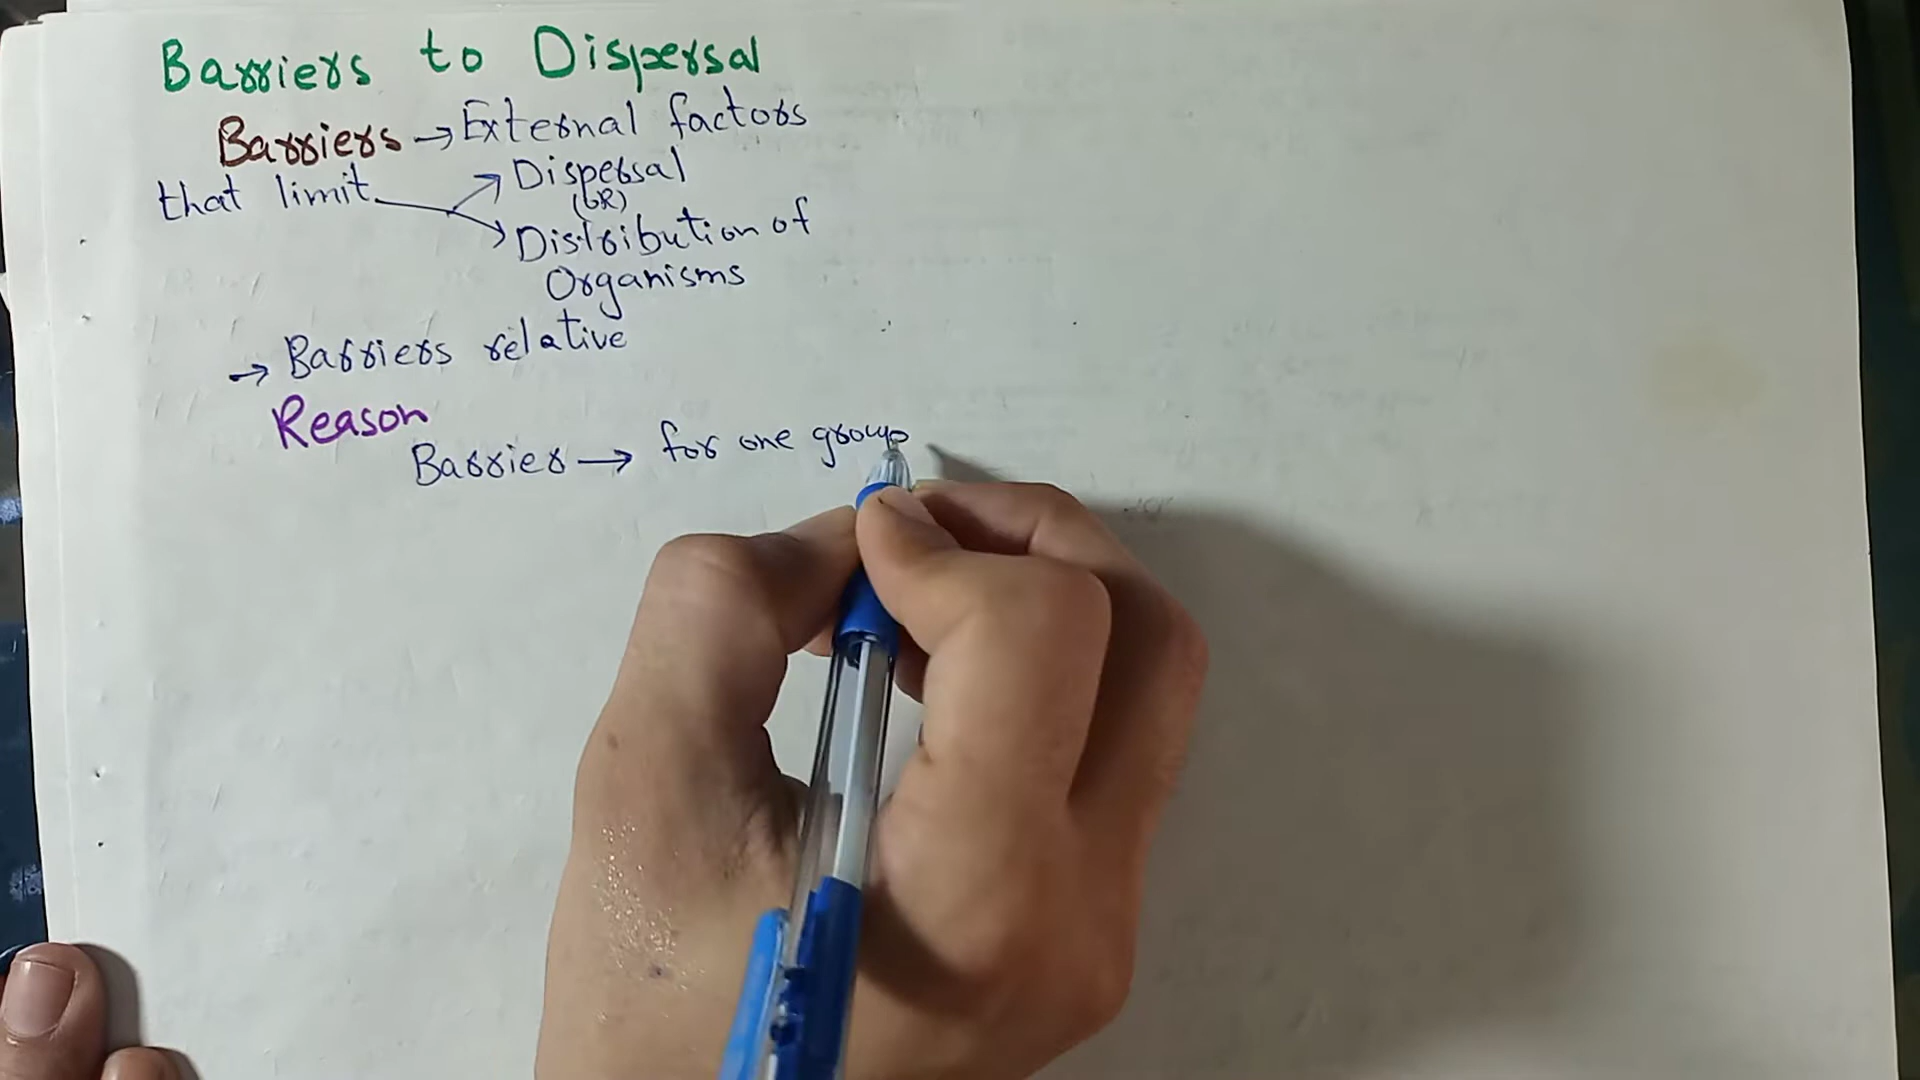 Barriers to Dispersal
Barriers → External factors
that limit → Dispersal
(OR)
→ Distribution of
Organisms
→ Barriers relative
Reason
Barrier → for one group